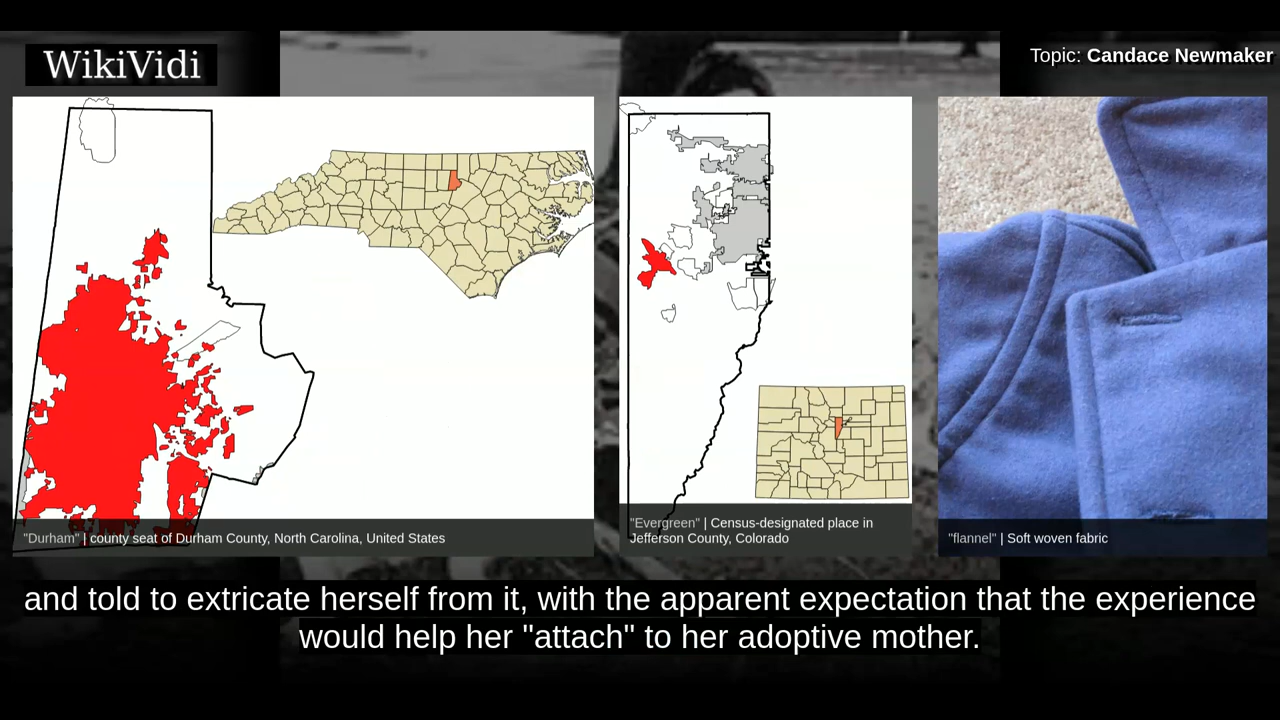 WikiVidi
Topic: Candace Newmaker
"Durham" | county seat of Durham County, North Carolina, United States
"Evergreen" | Census-designated place in
Jefferson County, Colorado
"flannel" | Soft woven fabric
and told to extricate herself from it, with the apparent expectation that the experience
would help her "attach" to her adoptive mother.